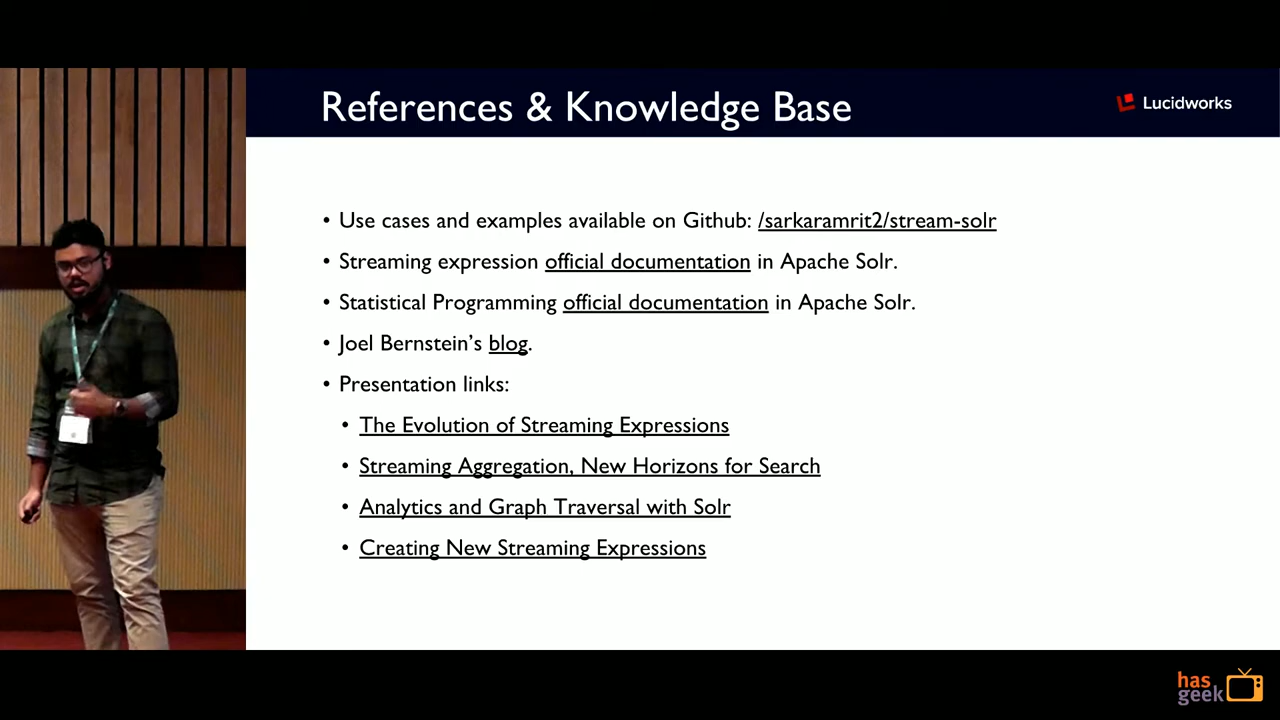 References & Knowledge Base
Lucidworks
• Use cases and examples available on Github: /sarkaramrit2/stream-solr
• Streaming expression official documentation in Apache Solr.
• Statistical Programming official documentation in Apache Solr.
• Joel Bernstein’s blog.
• Presentation links:
• The Evolution of Streaming Expressions
• Streaming Aggregation, New Horizons for Search
• Analytics and Graph Traversal with Solr
• Creating New Streaming Expressions
has
geek